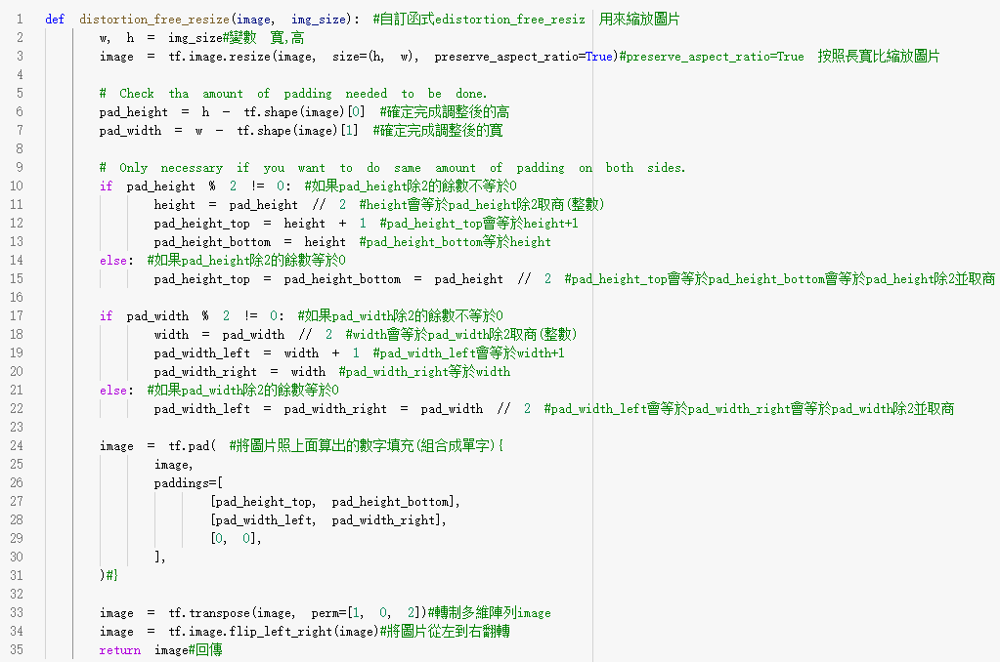 1 def distortion_free_resize(image, img_size): #自訂函式edistortion_free_resiz 用來縮放圖片
2 w, h = img_size#變數 寬,高
3 image = tf.image.resize(image, size=(h, w), preserve_aspect_ratio=True)#preserve_aspect_ratio=True 按照長寬比縮放圖片
4
5 # Check tha amount of padding needed to be done.
6 pad_height = h - tf.shape(image)[0] #確定完成調整後的高
7 pad_width = w - tf.shape(image)[1] #確定完成調整後的寬
8
9 # Only necessary if you want to do same amount of padding on both sides.
10 if pad_height % 2 != 0: #如果pad_height除2的餘數不等於0
11 height = pad_height // 2 #height會等於pad_height除2取商(整數)
12 pad_height_top = height + 1 #pad_height_top會等於height+1
13 pad_height_bottom = height #pad_height_bottom等於height
14 else: #如果pad_height除2的餘數等於0
15 pad_height_top = pad_height_bottom = pad_height // 2 #pad_height_top會等於pad_height_bottom會等於pad_height除2並取商
16
17 if pad_width % 2 != 0: #如果pad_width除2的餘數不等於0
18 width = pad_width // 2 #width會等於pad_width除2取商(整數)
19 pad_width_left = width + 1 #pad_width_left會等於width+1
20 pad_width_right = width #pad_width_right等於width
21 else: #如果pad_width除2的餘數等於0
22 pad_width_left = pad_width_right = pad_width // 2 #pad_width_left會等於pad_width_right會等於pad_width除2並取商
23
24 image = tf.pad( #將圖片照上面算出的數字填充(組合成單字){
25 image,
26 paddings=[
27 [pad_height_top, pad_height_bottom],
28 [pad_width_left, pad_width_right],
29 [0, 0],
30 ],
31 )#}
32
33 image = tf.transpose(image, perm=[1, 0, 2])#轉制多維陣列image
34 image = tf.image.flip_left_right(image)#將圖片從左到右翻轉
35 return image#回傳